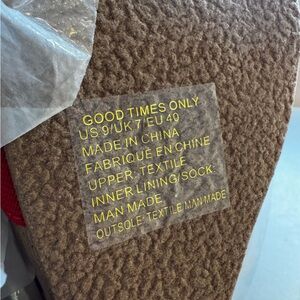 GOOD TIMES ONLY
US 9/UK 7/EU 40
MADE IN CHINA
FABRIQUÉ EN CHINE
UPPER: TEXTILE
INNER LINING/SOCK:
MAN MADE
OUTSOLE: TEXTILE MAN MADE